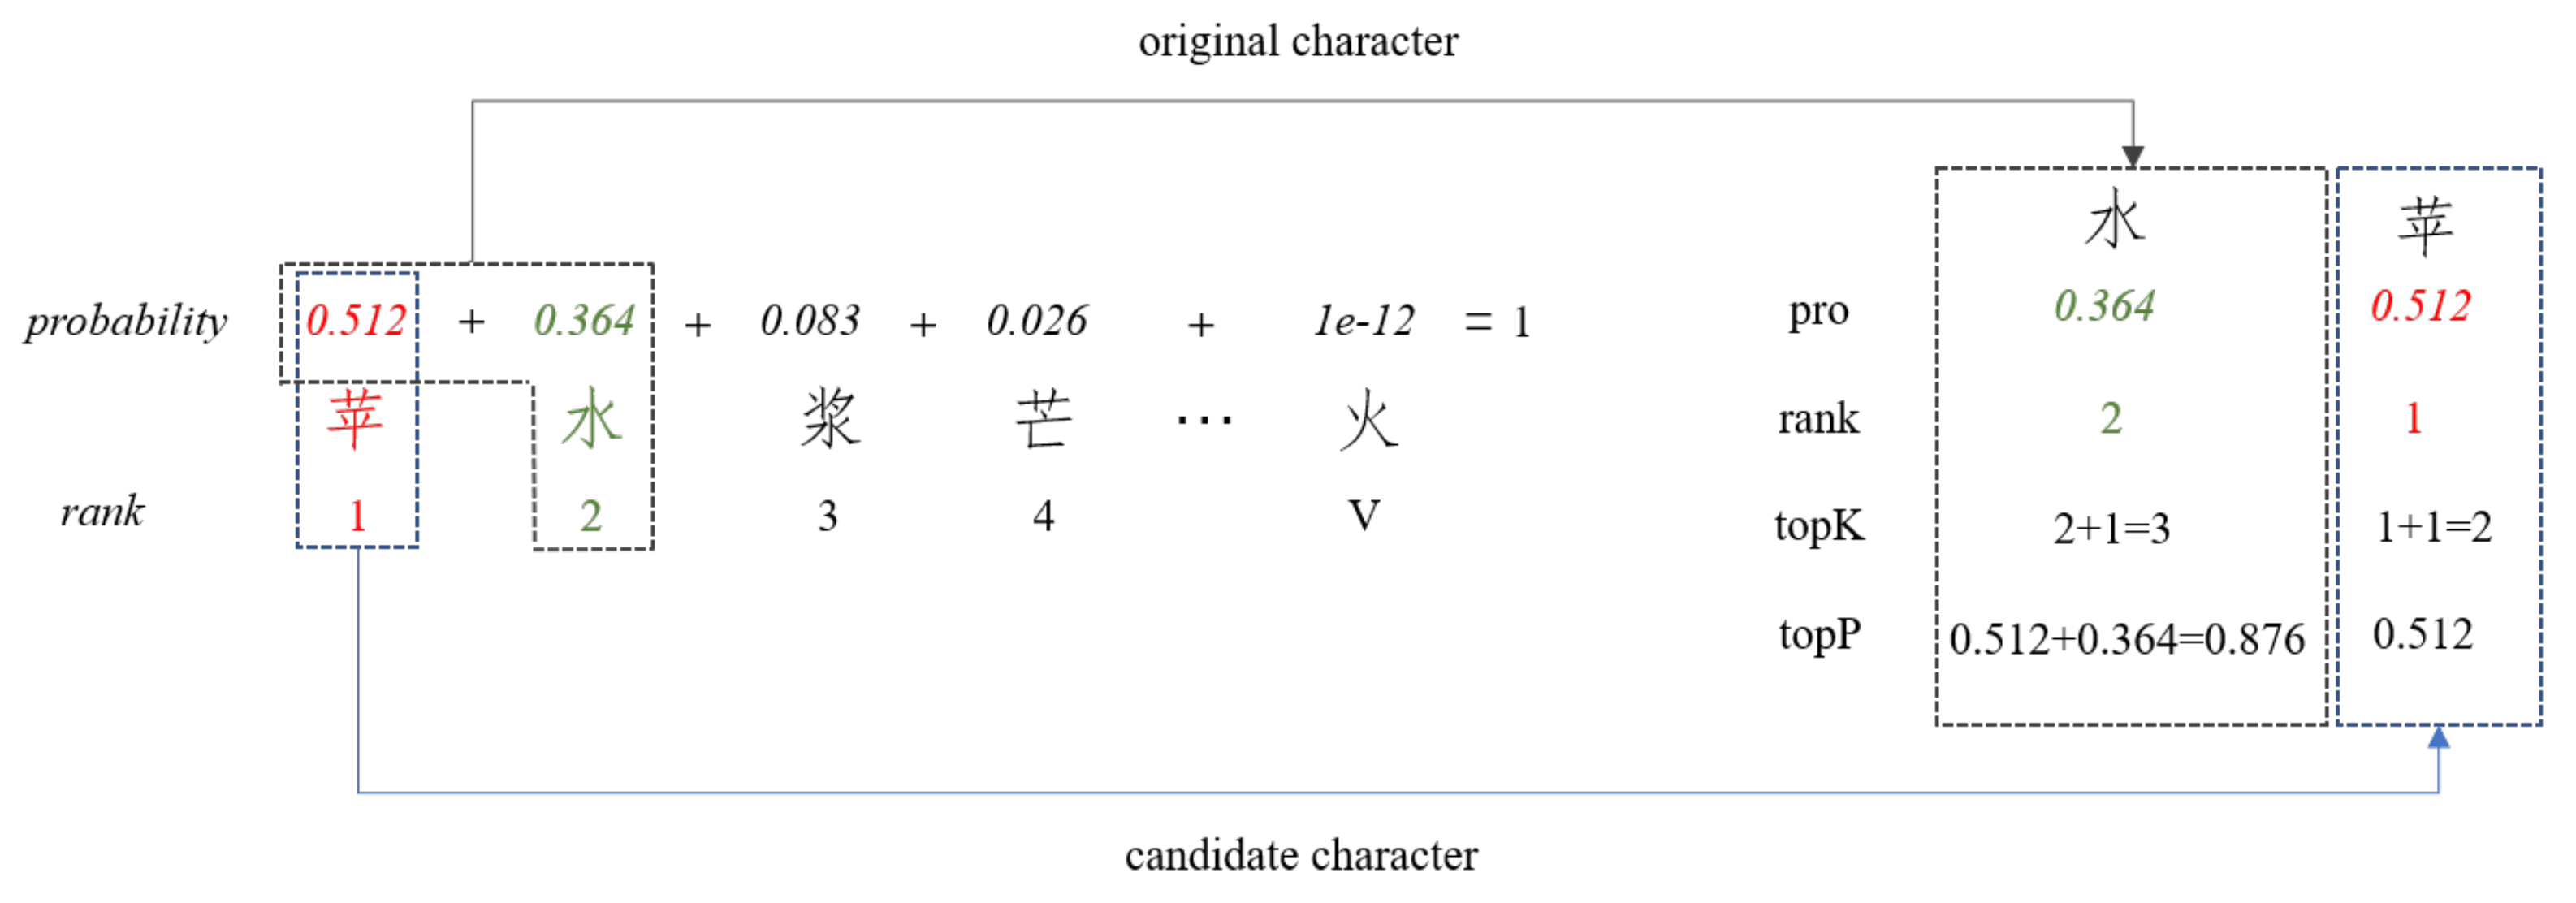 original character
probability 0.512 + 0.364 + 0.083 + 0.026 + 1e-12 = 1
苹 水 浆 芒 ... 火
rank 1 2 3 4 V
水 苹
pro 0.364 0.512
rank 2 1
topK 2+1=3 1+1=2
topP 0.512+0.364=0.876 0.512
candidate character